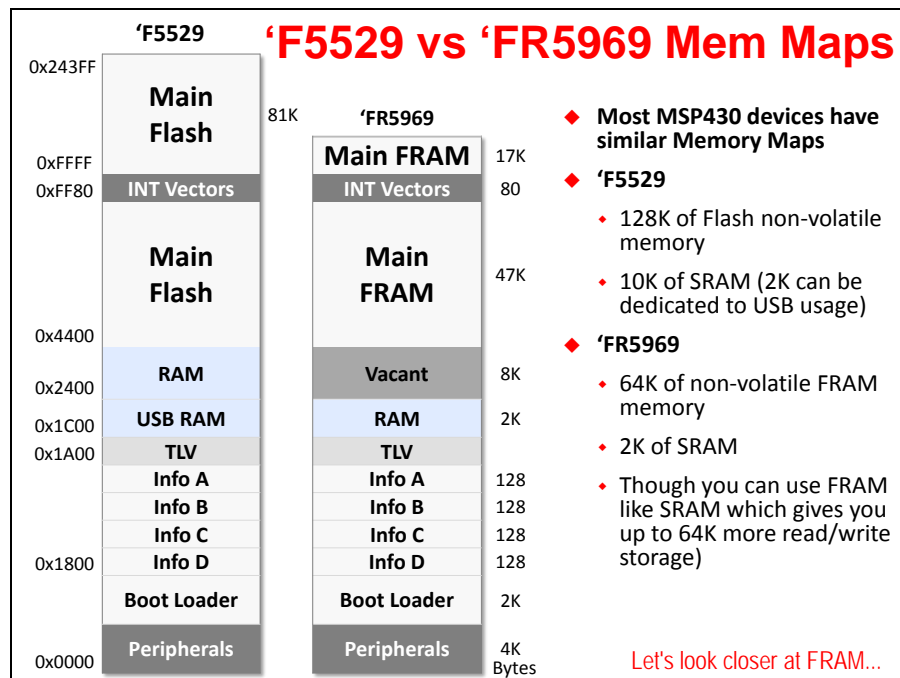 'F5529 vs 'FR5969 Mem Maps
'F5529
0x243FF
Main
Flash
81K
0xFFFF
0xFF80
INT Vectors
Main
Flash
0x4400
RAM
0x2400
USB RAM
0x1C00
TLV
0x1A00
Info A
Info B
Info C
Info D
0x1800
Boot Loader
Peripherals
0x0000
'FR5969
Main FRAM
17K
INT Vectors
80
Main
FRAM
47K
Vacant
8K
RAM
2K
TLV
Info A
128
Info B
128
Info C
128
Info D
128
Boot Loader
2K
Peripherals
4K
Bytes
Most MSP430 devices have
similar Memory Maps
'F5529
128K of Flash non-volatile
memory
10K of SRAM (2K can be
dedicated to USB usage)
'FR5969
64K of non-volatile FRAM
memory
2K of SRAM
Though you can use FRAM
like SRAM which gives you
up to 64K more read/write
storage)
Let's look closer at FRAM...